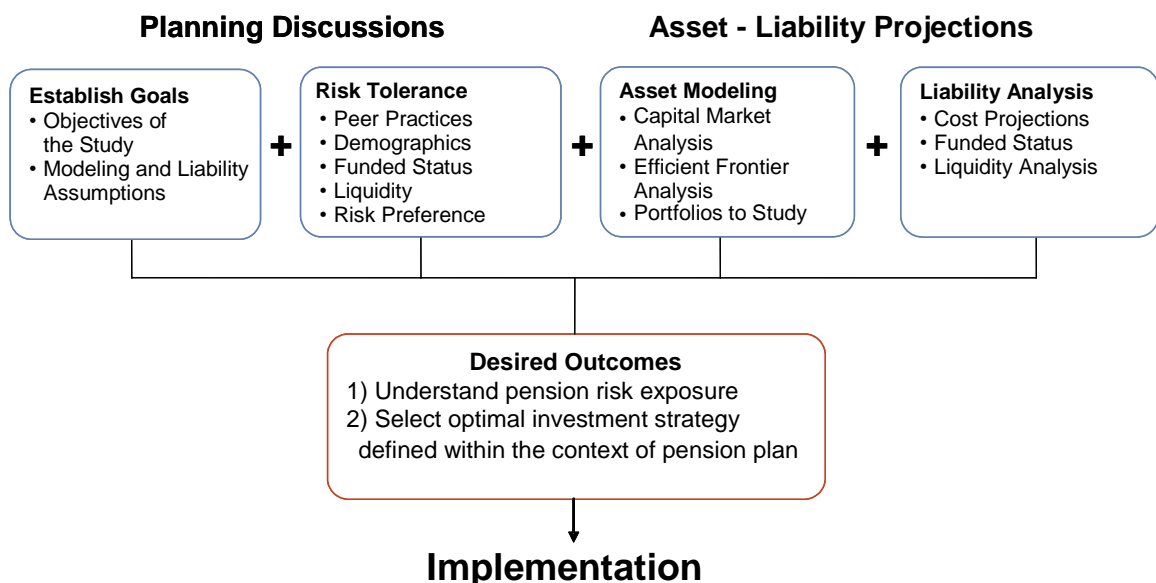 Planning Discussions
Asset - Liability Projections
Establish Goals
• Objectives of
the Study
• Modeling and Liability
Assumptions
+
Risk Tolerance
• Peer Practices
• Demographics
• Funded Status
• Liquidity
• Risk Preference
+
Asset Modeling
• Capital Market
Analysis
• Efficient Frontier
Analysis
• Portfolios to Study
+
Liability Analysis
• Cost Projections
• Funded Status
• Liquidity Analysis
Desired Outcomes
1) Understand pension risk exposure
2) Select optimal investment strategy
defined within the context of pension plan
Implementation